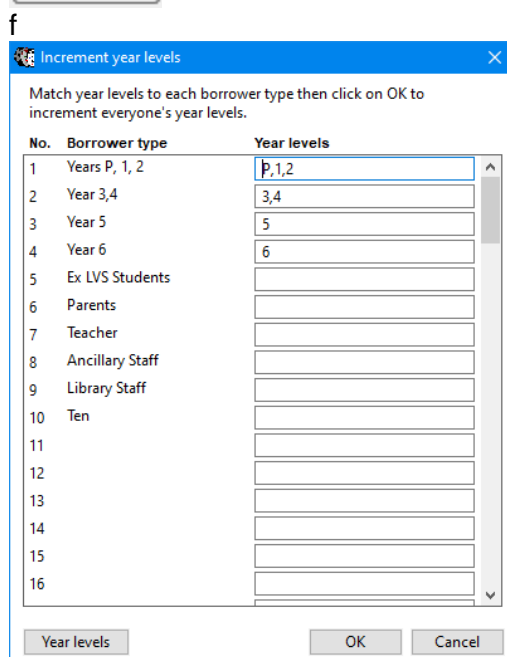 f
Increment year levels
Match year levels to each borrower type then click on OK to
increment everyone's year levels.
No. Borrower type Year levels
1 Years P, 1, 2 P,1,2
2 Year 3,4 3,4
3 Year 5 5
4 Year 6 6
5 Ex LVS Students
6 Parents
7 Teacher
8 Ancillary Staff
9 Library Staff
10 Ten
11
12
13
14
15
16
Year levels OK Cancel